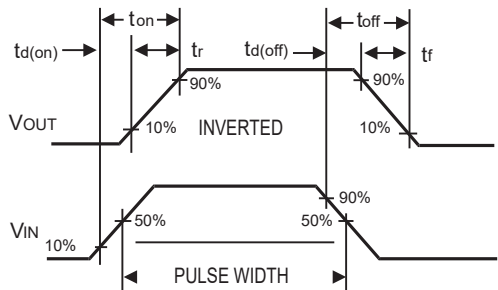 ton
toff
td(on)
tr
td(off)
tf
90%
90%
VOUT
10%
INVERTED
10%
90%
VIN
50%
50%
10%
PULSE WIDTH